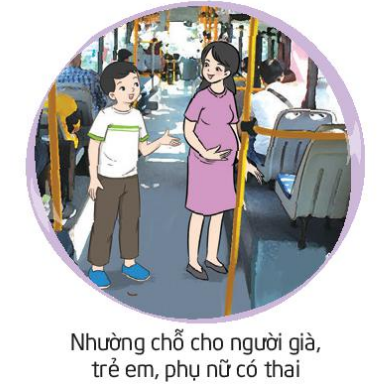 Nhường chỗ cho người già,
trẻ em, phụ nữ có thai